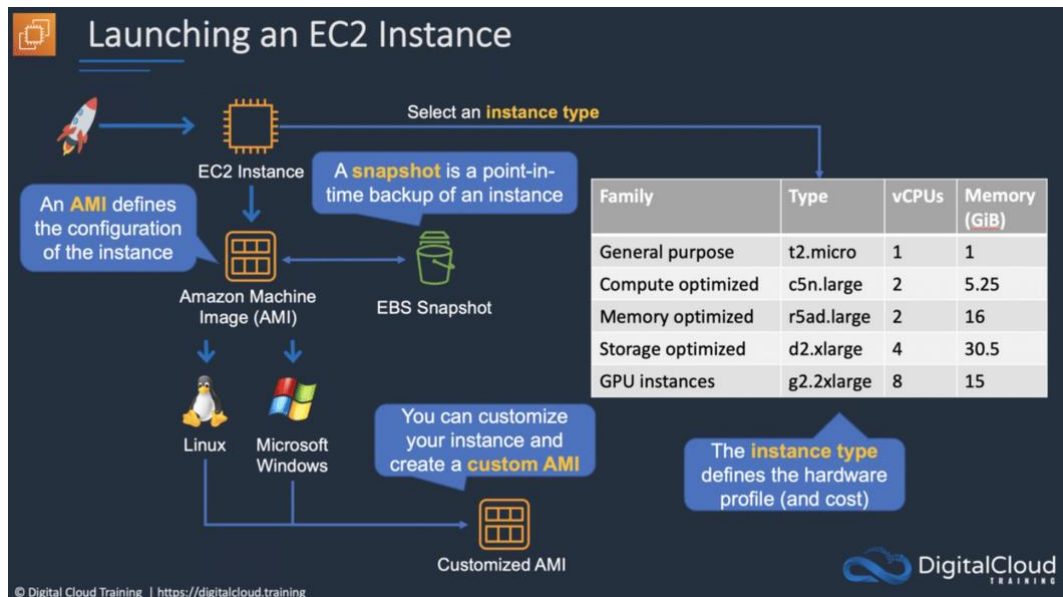 Launching an EC2 Instance
Select an instance type
EC2 Instance
A snapshot is a point-in-
time backup of an instance
An AMI defines
the configuration
of the instance
Amazon Machine
Image (AMI)
EBS Snapshot
Family Type vCPUs Memory
(GiB)
General purpose t2.micro 1 1
Compute optimized c5n.large 2 5.25
Memory optimized r5ad.large 2 16
Storage optimized d2.xlarge 4 30.5
GPU instances g2.2xlarge 8 15
Linux
Microsoft
Windows
You can customize
your instance and
create a custom AMI
The instance type
defines the hardware
profile (and cost)
Customized AMI
DigitalCloud
TRAINING
© Digital Cloud Training | https://digitalcloud.training